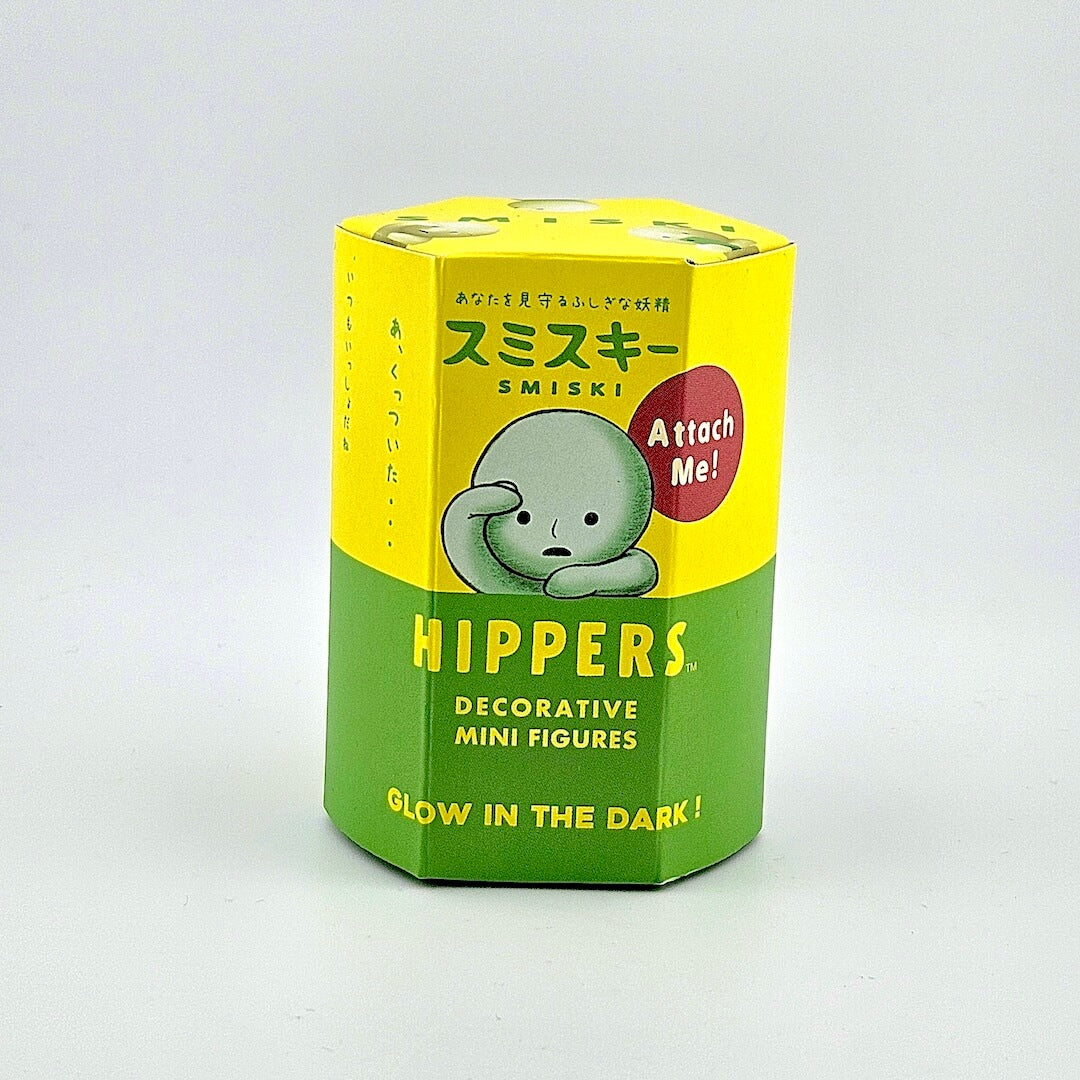 SMISKI
あなたを見守るふしぎな妖精
スミスキー
SMISKI
Attach
Me!
あ、くっついた・・・・
いつもいっしょだね
HIPPERS™
DECORATIVE
MINI FIGURES
GLOW IN THE DARK !